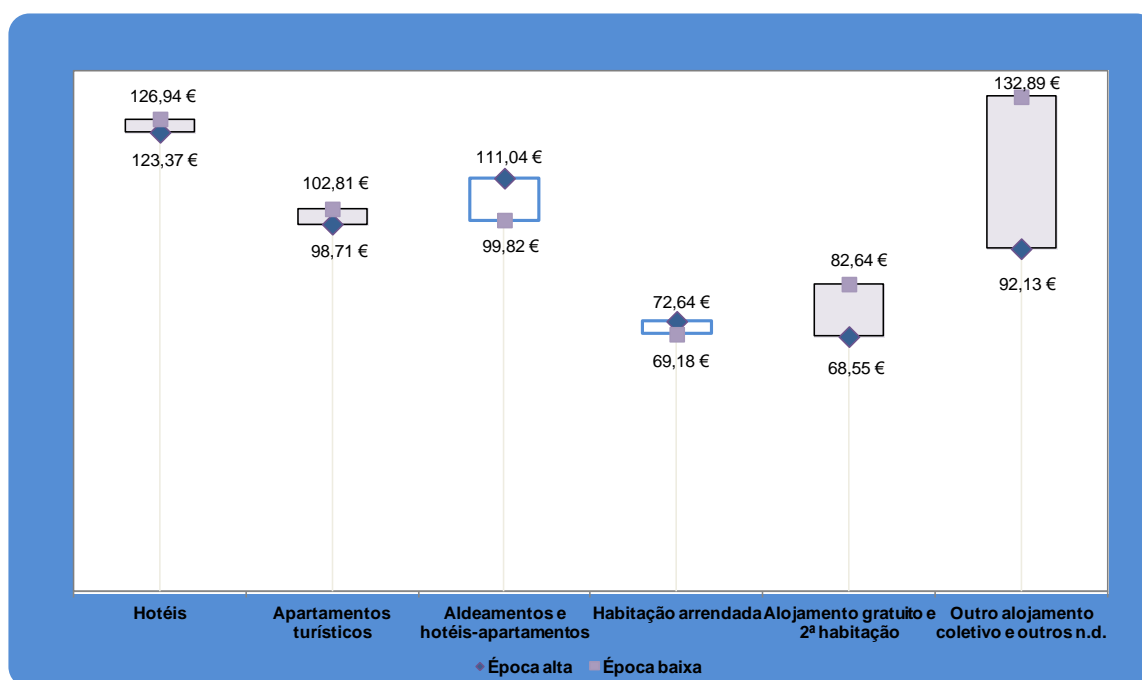 132,89 €
126,94 €
123,37 €
111,04 €
102,81 €
98,71 €
99,82 €
82,64 €
92,13 €
72,64 €
69,18 €
68,55 €
Hotéis
Apartamentos
turísticos
Aldeamentos e
hotéis-apartamentos
Habitação arrendada
Alojamento gratuito e
2ª habitação
Outro alojamento
coletivo e outros n.d.
Época alta
Época baixa